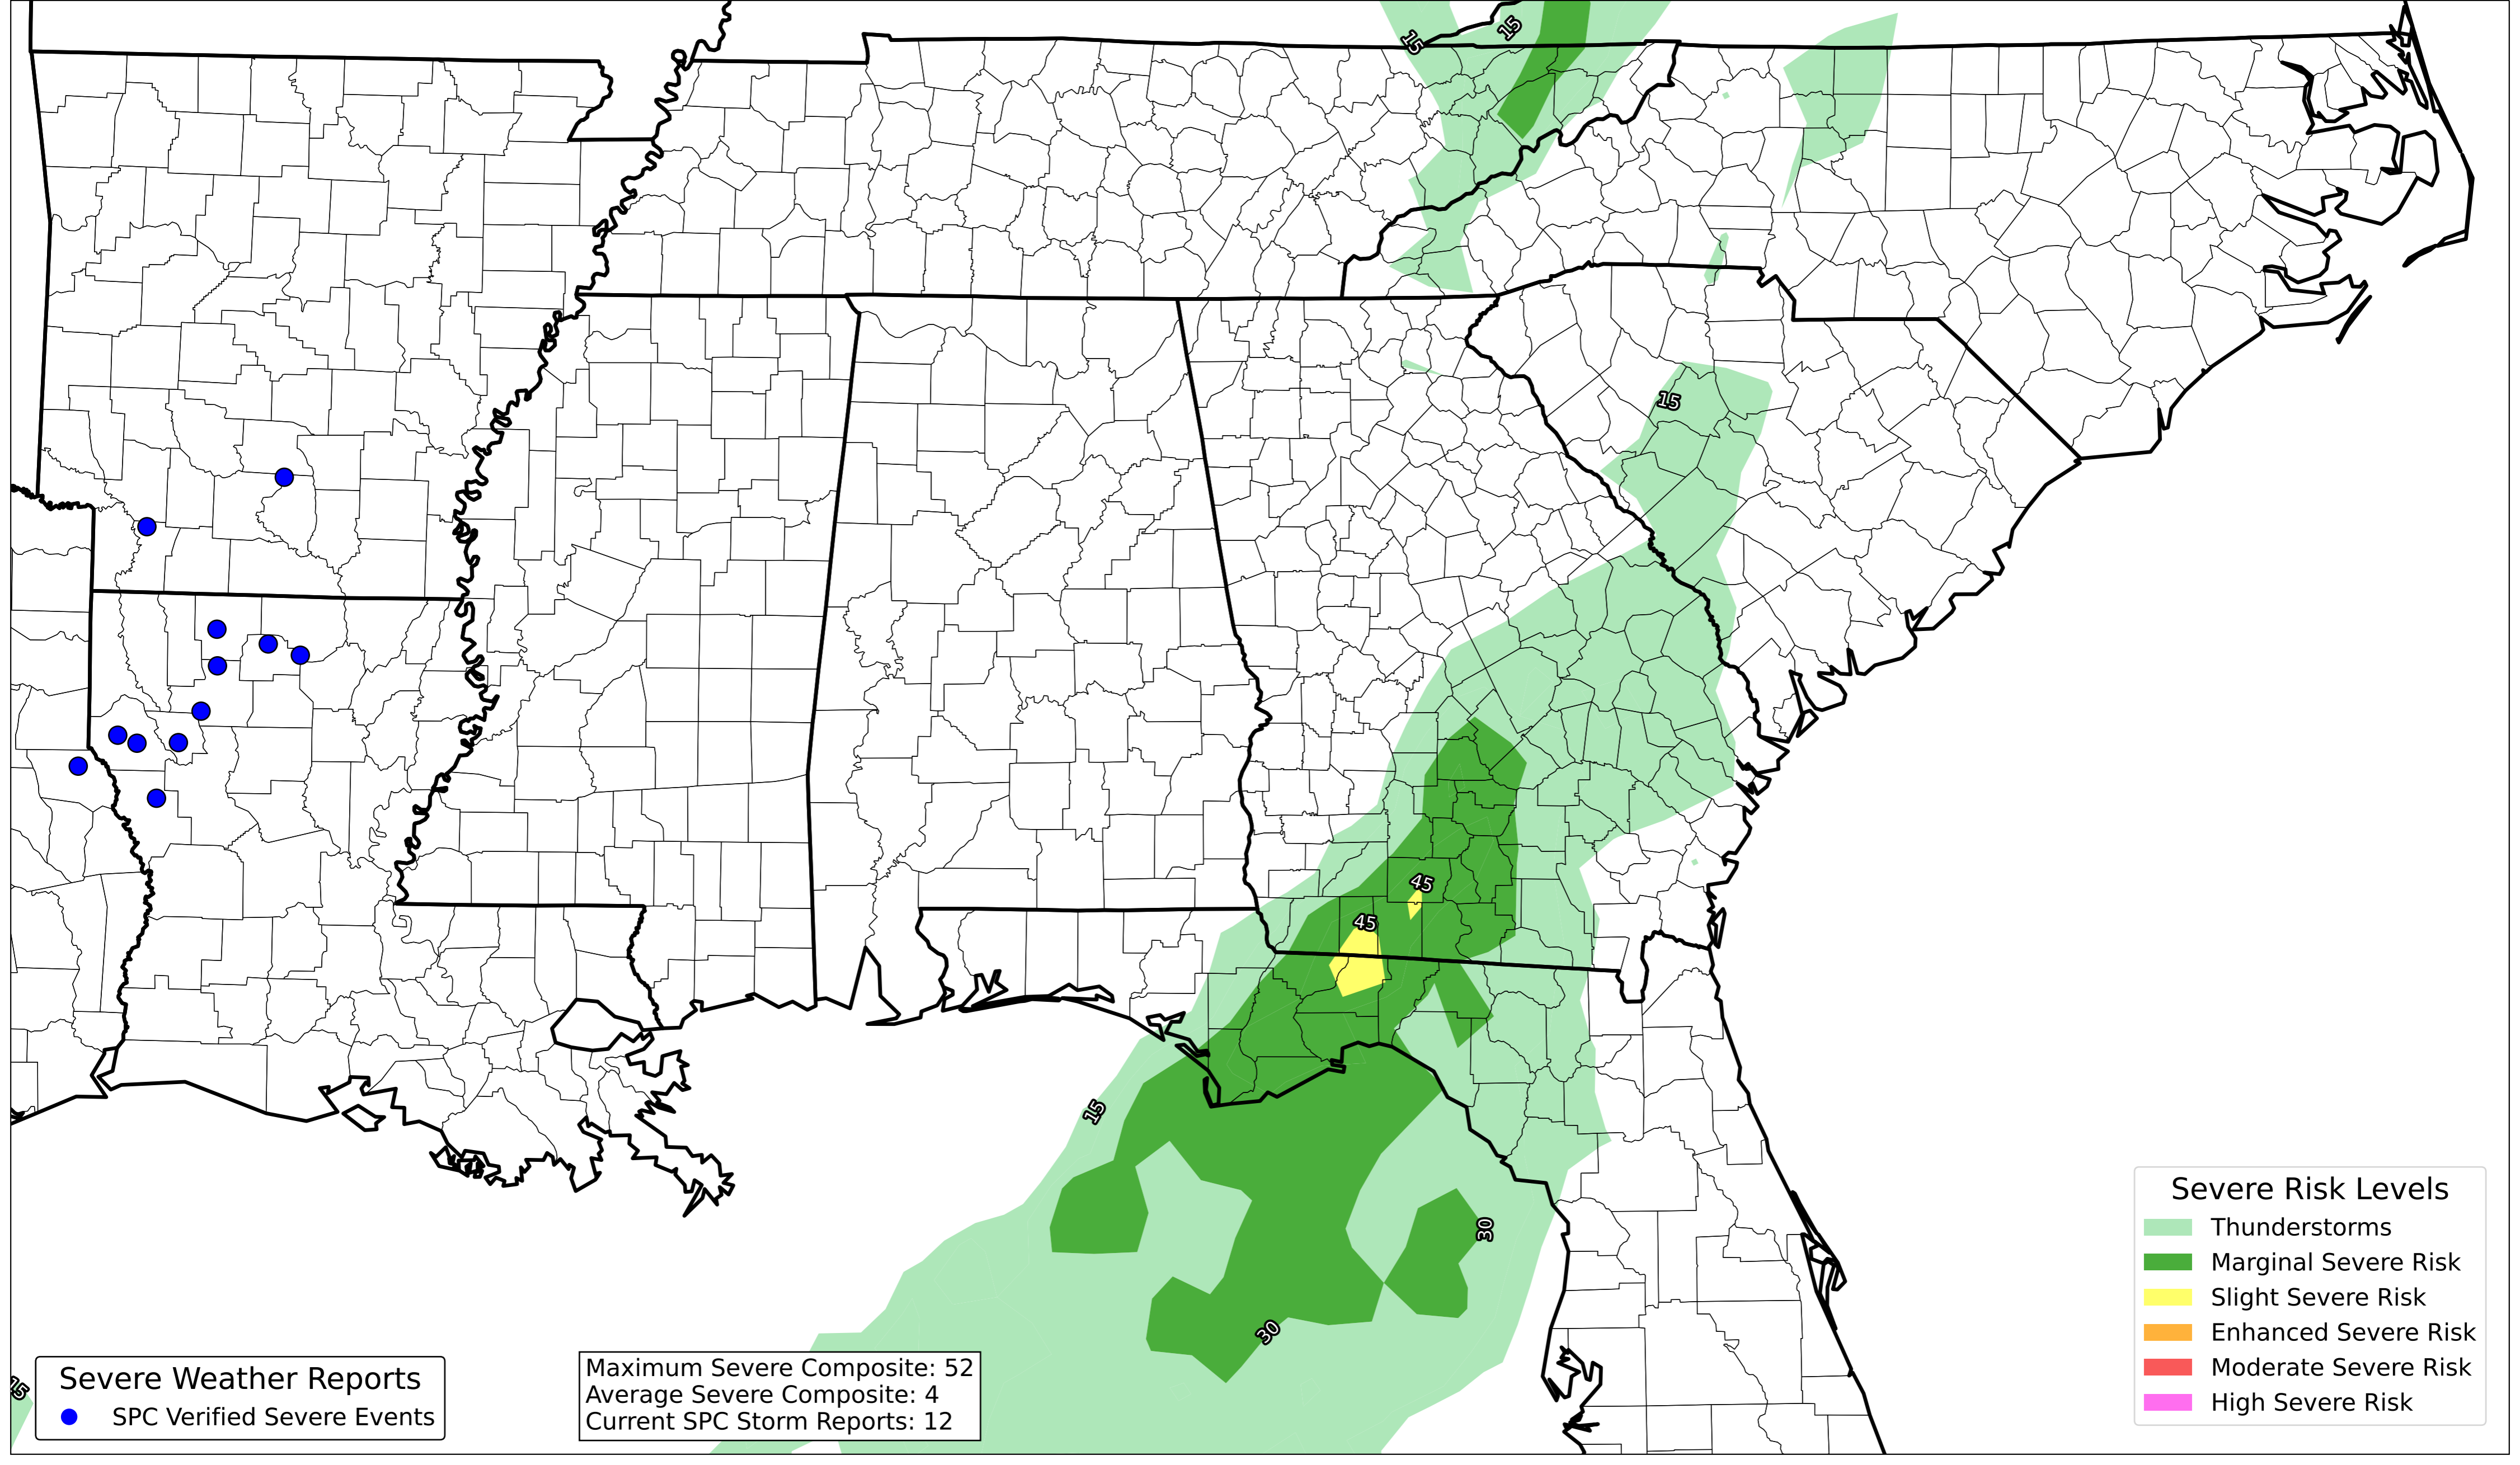 15
15
15
45
45
15
30
30
15
Severe Weather Reports
SPC Verified Severe Events
Maximum Severe Composite: 52
Average Severe Composite: 4
Current SPC Storm Reports: 12
Severe Risk Levels
Thunderstorms
Marginal Severe Risk
Slight Severe Risk
Enhanced Severe Risk
Moderate Severe Risk
High Severe Risk